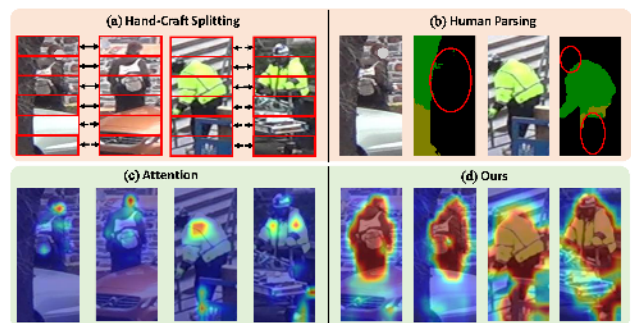 (a) Hand-Craft Splitting
(b) Human Parsing
(c) Attention
(d) Ours